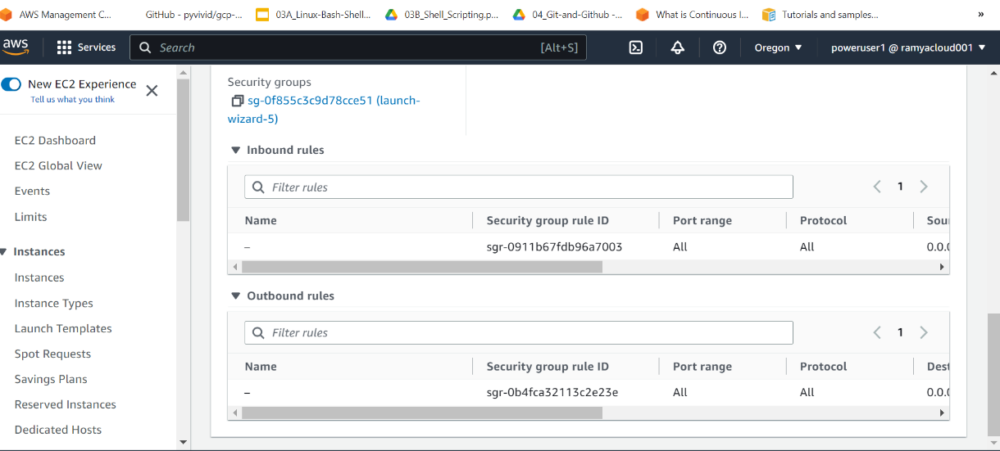 AWS Management C... GitHub - pyvivid/gcp-... 03A_Linux-Bash-Shell... 03B_Shell_Scripting.p... 04_Git-and-Github -... What is Continuous I... Tutorials and samples... »
aws Services Search [Alt+S] Oregon ▼ poweruser1 @ ramyacloud001 ▼
New EC2 Experience
Tell us what you think
EC2 Dashboard
EC2 Global View
Events
Limits
Instances
Instances
Instance Types
Launch Templates
Spot Requests
Savings Plans
Reserved Instances
Dedicated Hosts
Security groups
sg-0f855c3c9d78cce51 (launch-
wizard-5)
Inbound rules
Filter rules 1
Name Security group rule ID Port range Protocol Sour
– sgr-0911b67fdb96a7003 All All 0.0.0
Outbound rules
Filter rules 1
Name Security group rule ID Port range Protocol Dest
– sgr-0b4fca32113c2e23e All All 0.0.0